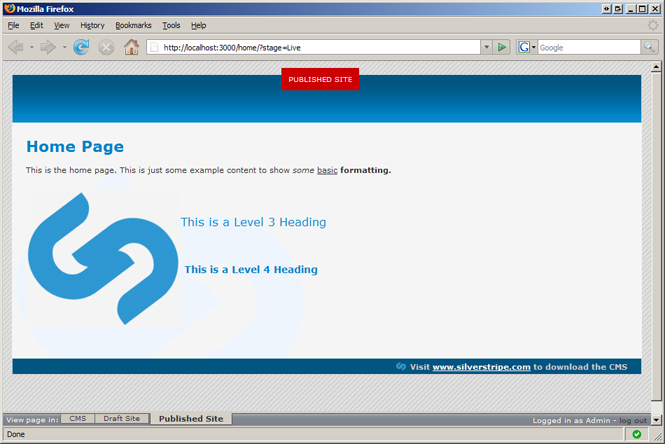 Mozilla Firefox
File Edit View History Bookmarks Tools Help
http://localhost:3000/home/?stage=Live
G Google
PUBLISHED SITE
Home Page
This is the home page. This is just some example content to show some basic formatting.
This is a Level 3 Heading
This is a Level 4 Heading
Visit www.silverstripe.com to download the CMS
View page in: CMS Draft Site Published Site Logged in as Admin - log out
Done